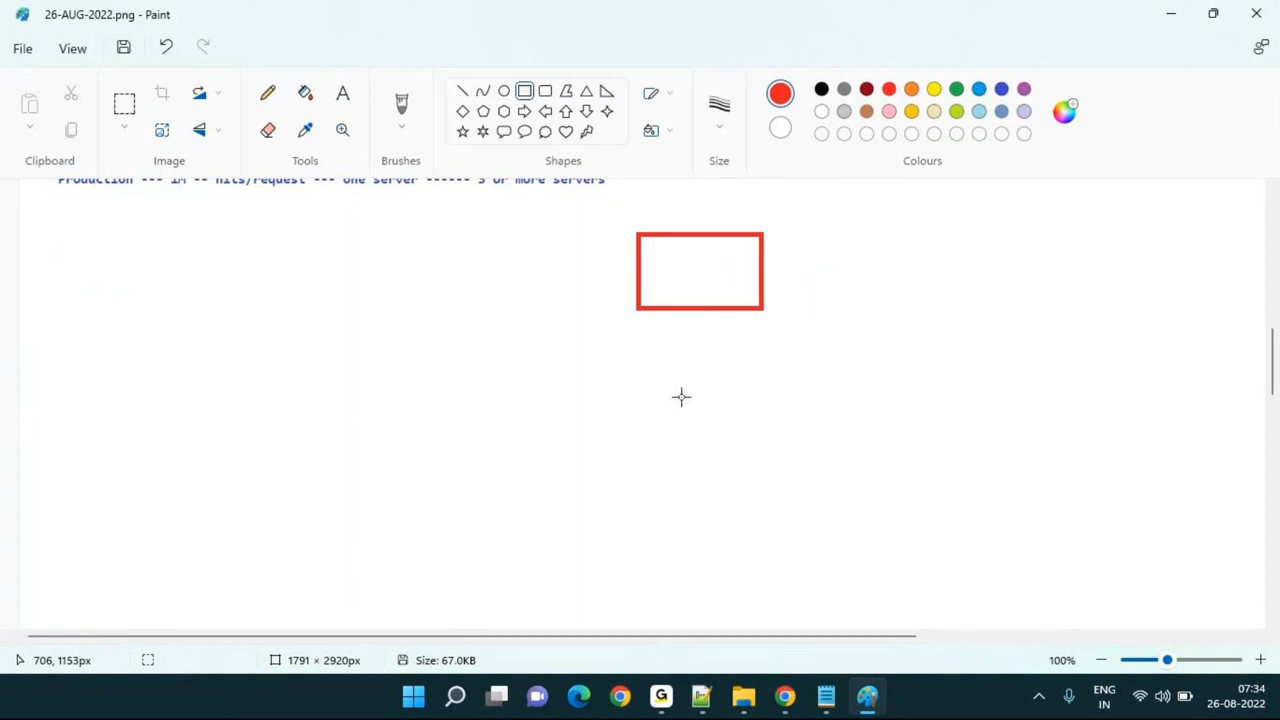 26-AUG-2022.png - Paint
File View
Clipboard Image Tools Brushes Shapes Size Colours
Production --- 1M -- hits/request --- one server ------ 5 or more servers
706, 1153px 1791 × 2920px Size: 67.0KB 100%
ENG
IN
07:34
26-08-2022